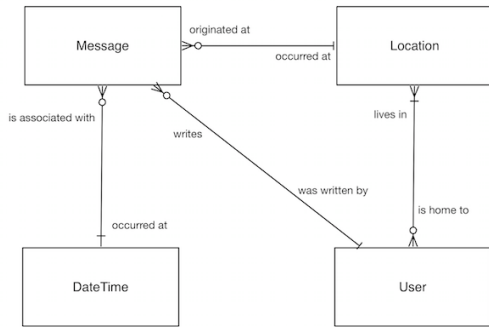 originated at
Message
Location
occurred at
is associated with
lives in
writes
was written by
is home to
occurred at
DateTime
User